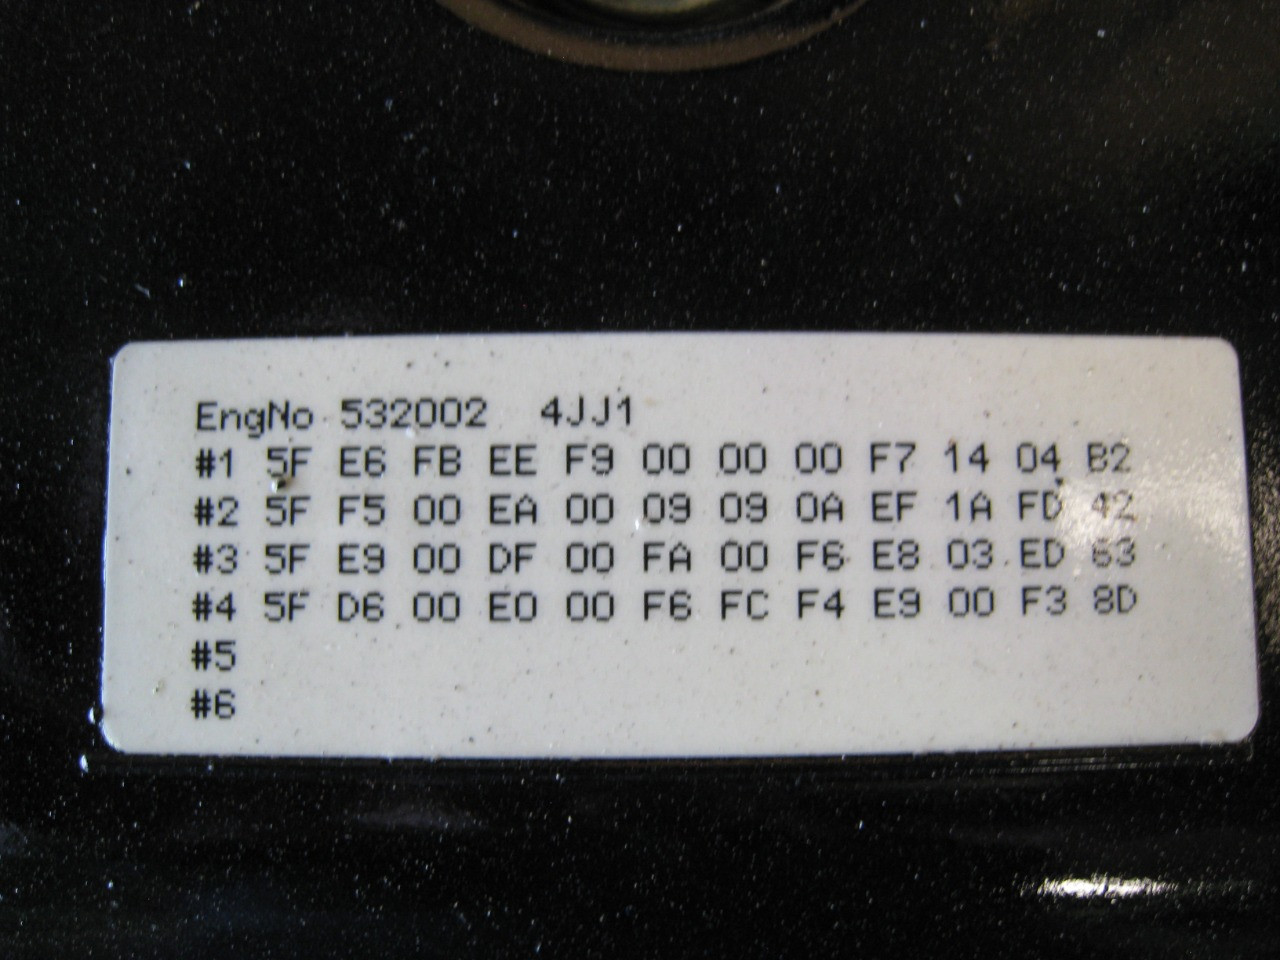 EngNo 532002 4JJ1
#1 5F E6 FB EE F9 00 00 00 F7 14 04 B2
#2 5F F5 00 EA 00 09 09 0A EF 1A FD 42
#3 5F E9 00 DF 00 FA 00 F6 E8 03 ED 63
#4 5F D6 00 E0 00 F6 FC F4 E9 00 F3 8D
#5
#6